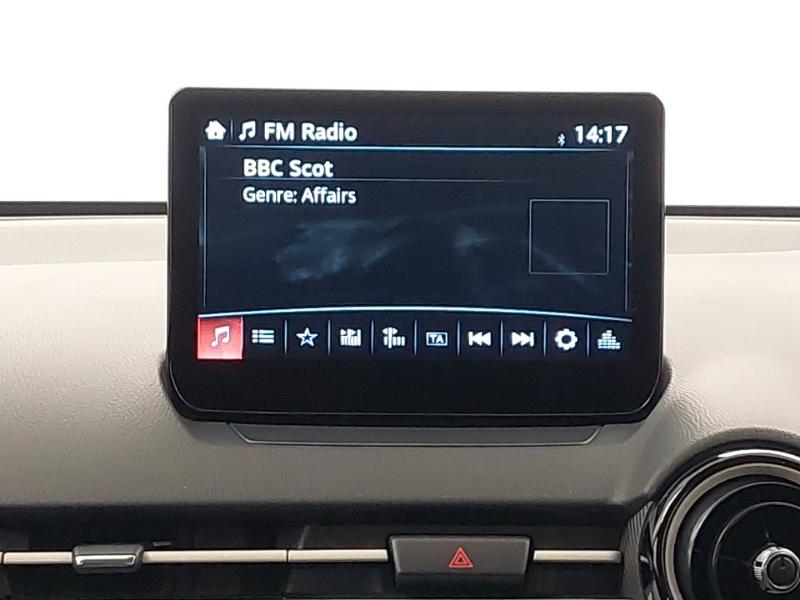 FM Radio 14:17
BBC Scot
Genre: Affairs
TA